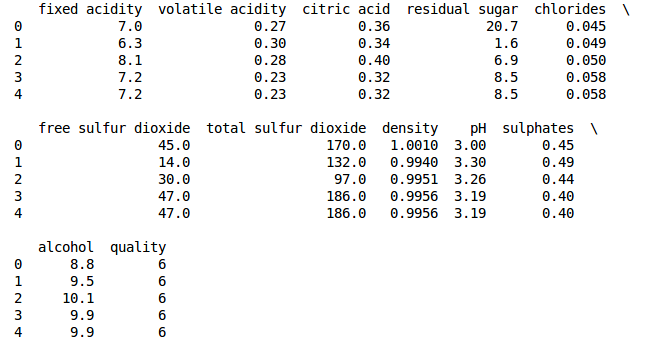 fixed acidity  volatile acidity  citric acid  residual sugar  chlorides  \
0            7.0              0.27         0.36            20.7      0.045
1            6.3              0.30         0.34             1.6      0.049
2            8.1              0.28         0.40             6.9      0.050
3            7.2              0.23         0.32             8.5      0.058
4            7.2              0.23         0.32             8.5      0.058
   free sulfur dioxide  total sulfur dioxide  density    pH  sulphates  \
0                 45.0                 170.0   1.0010  3.00       0.45
1                 14.0                 132.0   0.9940  3.30       0.49
2                 30.0                  97.0   0.9951  3.26       0.44
3                 47.0                 186.0   0.9956  3.19       0.40
4                 47.0                 186.0   0.9956  3.19       0.40
   alcohol  quality
0      8.8        6
1      9.5        6
2     10.1        6
3      9.9        6
4      9.9        6